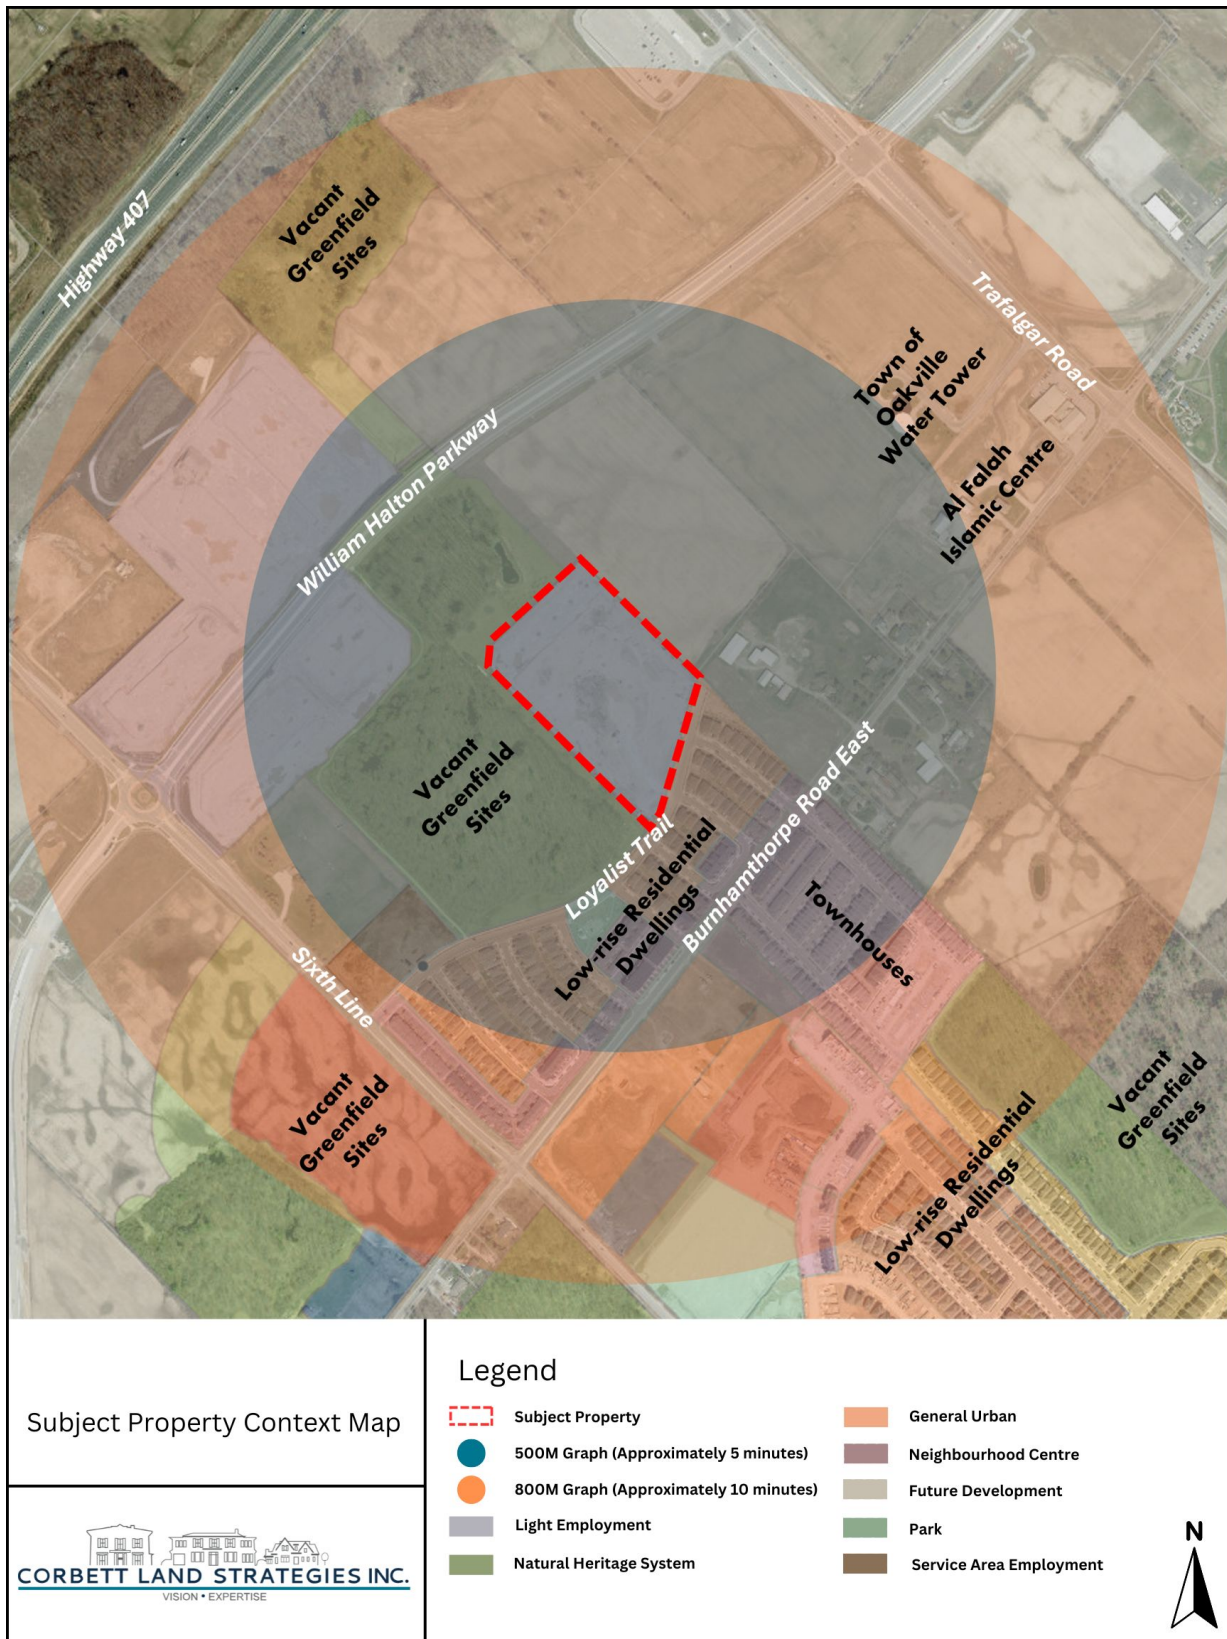 Highway 407
Vacant
Greenfield
Sites
Trafalgar Road
Town of
Oakville
Water Tower
Al Falah
Islamic Centre
William Halton Parkway
Vacant
Greenfield
Sites
Loyalist Trail
Low-rise Residential
Dwellings
Burnhamthorpe Road East
Townhouses
Sixth Line
Vacant
Greenfield
Sites
Vacant
Greenfield
Sites
Low-rise Residential
Dwellings
Subject Property Context Map
CORBETT LAND STRATEGIES INC.
VISION • EXPERTISE
Legend
Subject Property
500M Graph (Approximately 5 minutes)
800M Graph (Approximately 10 minutes)
Light Employment
Natural Heritage System
General Urban
Neighbourhood Centre
Future Development
Park
Service Area Employment
N